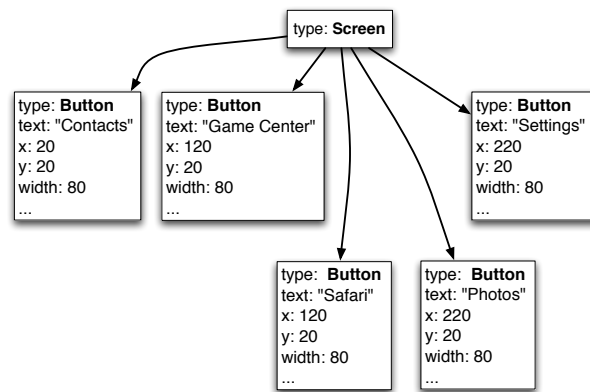 type: Screen
type: Button
text: "Contacts"
x: 20
y: 20
width: 80
...
type: Button
text: "Game Center"
x: 120
y: 20
width: 80
...
type: Button
text: "Settings"
x: 220
y: 20
width: 80
...
type: Button
text: "Safari"
x: 120
y: 20
width: 80
...
type: Button
text: "Photos"
x: 220
y: 20
width: 80
...